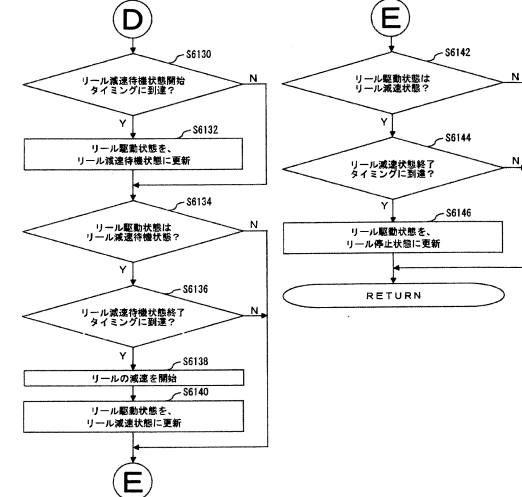 D
S6130
リール減速待機状態開始
タイミングに到達？
N
Y
S6132
リール駆動状態を、
リール減速待機状態に更新
S6134
リール駆動状態は
リール減速待機状態？
N
Y
S6136
リール減速待機状態終了
タイミングに到達？
N
Y
S6138
リールの減速を開始
S6140
リール駆動状態を、
リール減速状態に更新
E
E
S6142
リール駆動状態は
リール減速状態？
N
Y
S6144
リール減速状態終了
タイミングに到達？
N
Y
S6146
リール駆動状態を、
リール停止状態に更新
RETURN